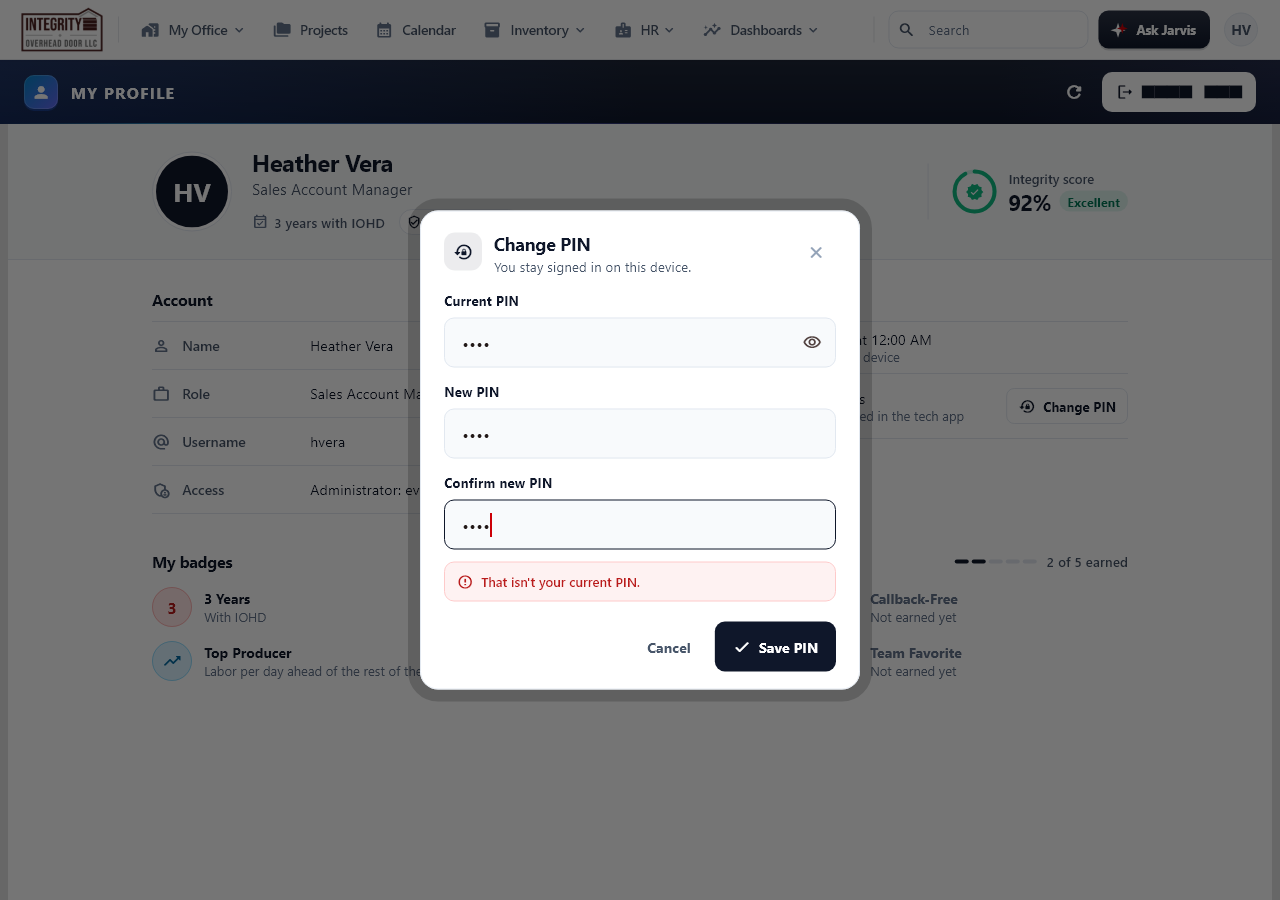 INTEGRITY
OVERHEAD DOOR LLC
My Office
Projects
Calendar
Inventory
HR
Dashboards
Search
Ask Jarvis
HV
MY PROFILE
HV
Heather Vera
Sales Account Manager
3 years with IOHD
Integrity score
92% Excellent
Change PIN
You stay signed in on this device.
Current PIN
••••
New PIN
••••
Confirm new PIN
••••
That isn't your current PIN.
Cancel
Save PIN
Account
Name Heather Vera
Role Sales Account
Username hvera
Access Administrator:
12:00 AM
device
in the tech app
Change PIN
My badges
2 of 5 earned
3
3 Years
With IOHD
Top Producer
Labor per day ahead of the rest of the
Callback-Free
Not earned yet
Team Favorite
Not earned yet